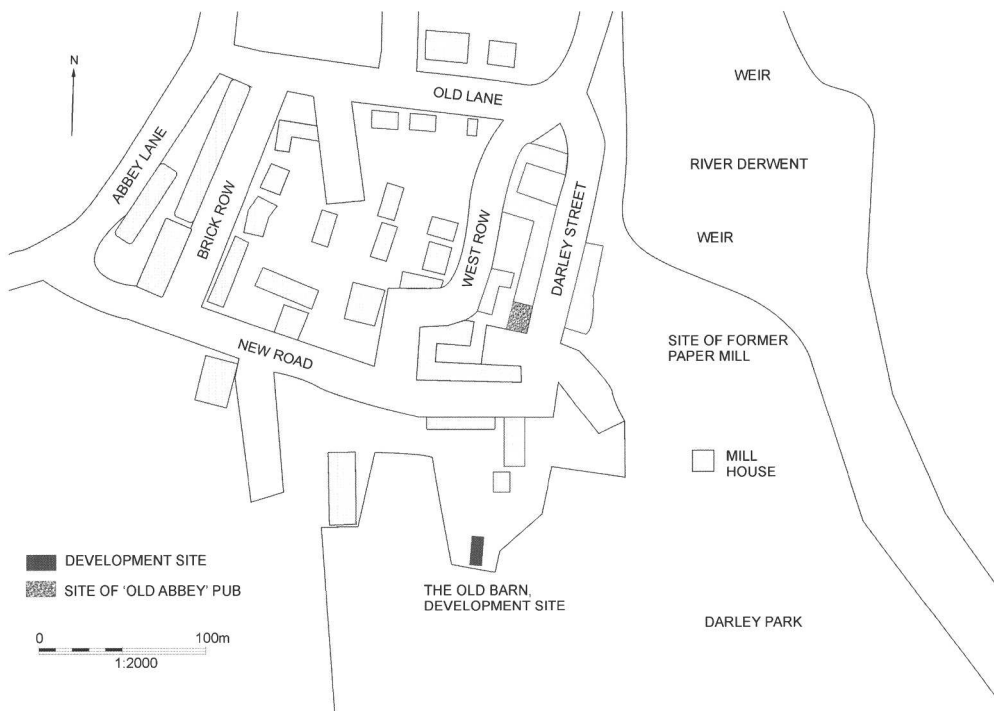 N
WEIR
OLD LANE
RIVER DERWENT
ABBEY LANE
BRICK ROW
WEST ROW
DARLEY STREET
WEIR
NEW ROAD
SITE OF FORMER
PAPER MILL
MILL
HOUSE
DEVELOPMENT SITE
SITE OF 'OLD ABBEY' PUB
THE OLD BARN,
DEVELOPMENT SITE
DARLEY PARK
0 100m
1:2000